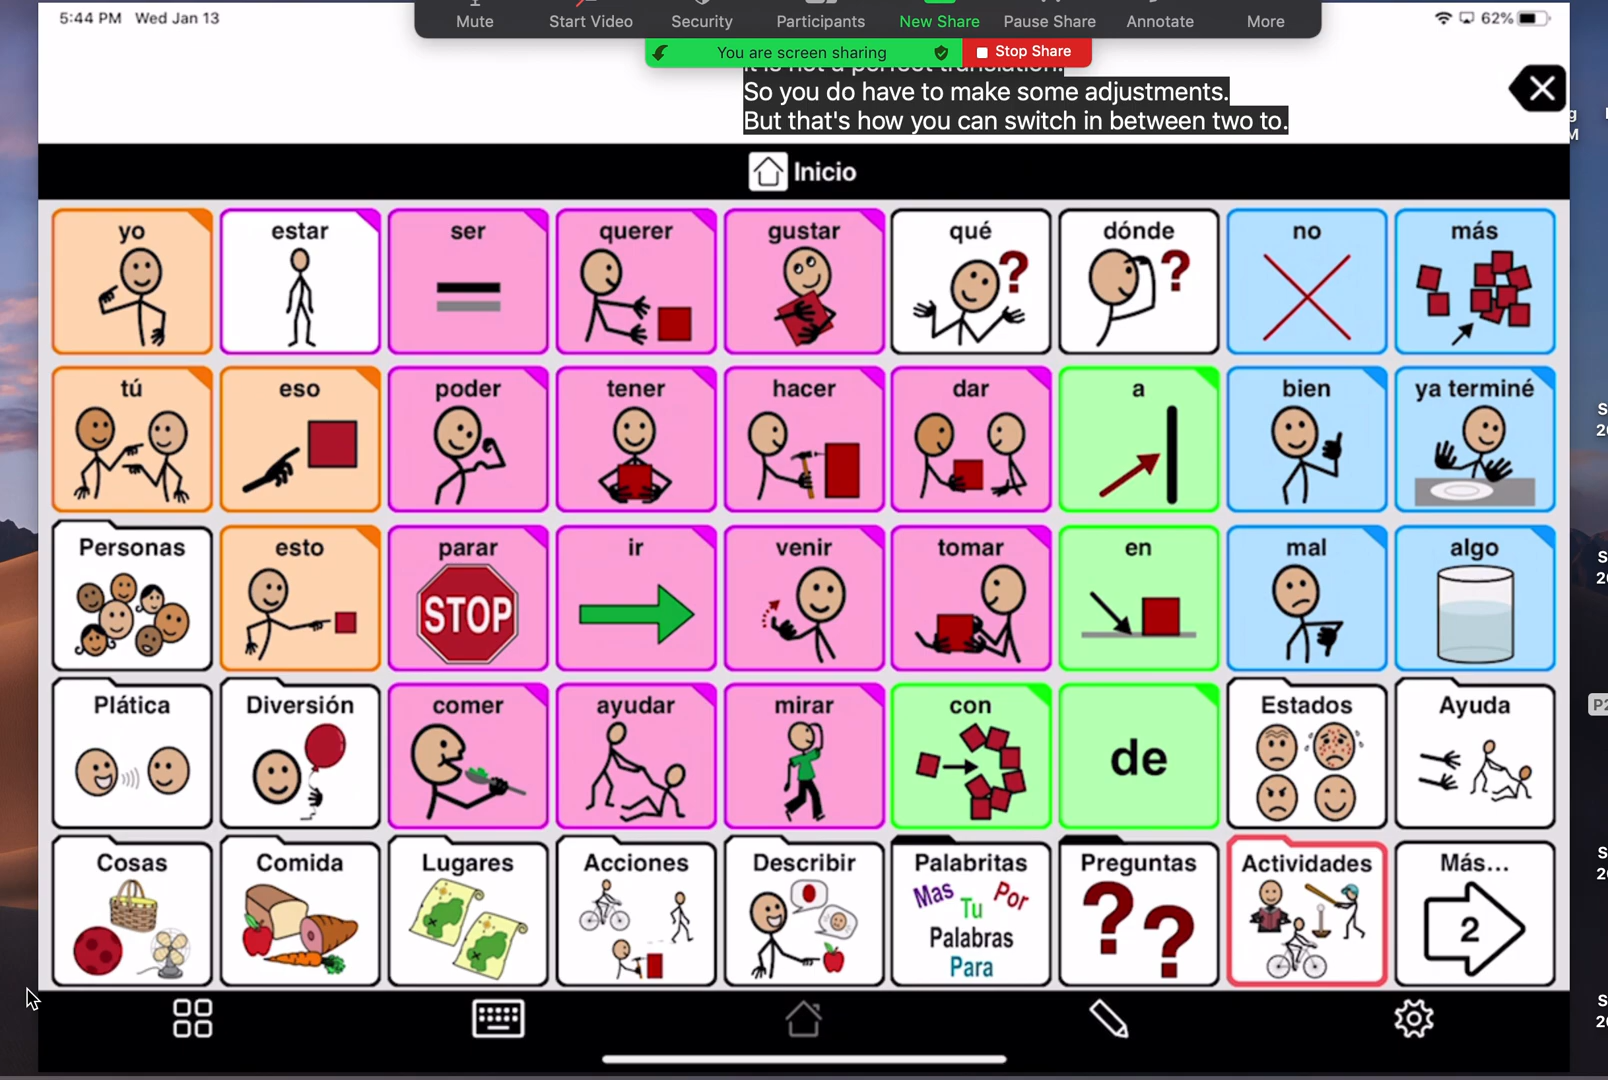 5:44 PM Wed Jan 13
62%
Mute
Start Video
Security
Participants
New Share
Pause Share
Annotate
More
You are screen sharing
Stop Share
it is not a perfect translation.
So you do have to make some adjustments.
But that's how you can switch in between two to.
Inicio
yo
estar
ser
querer
gustar
qué
dónde
no
más
tú
eso
poder
tener
hacer
dar
a
bien
ya terminé
Personas
esto
parar
STOP
ir
venir
tomar
en
mal
algo
Plática
Diversión
comer
ayudar
mirar
con
de
Estados
Ayuda
Cosas
Comida
Lugares
Acciones
Describir
Palabritas
Mas
Tu
Por
Palabras
Para
Preguntas
? ?
Actividades
Más...
2